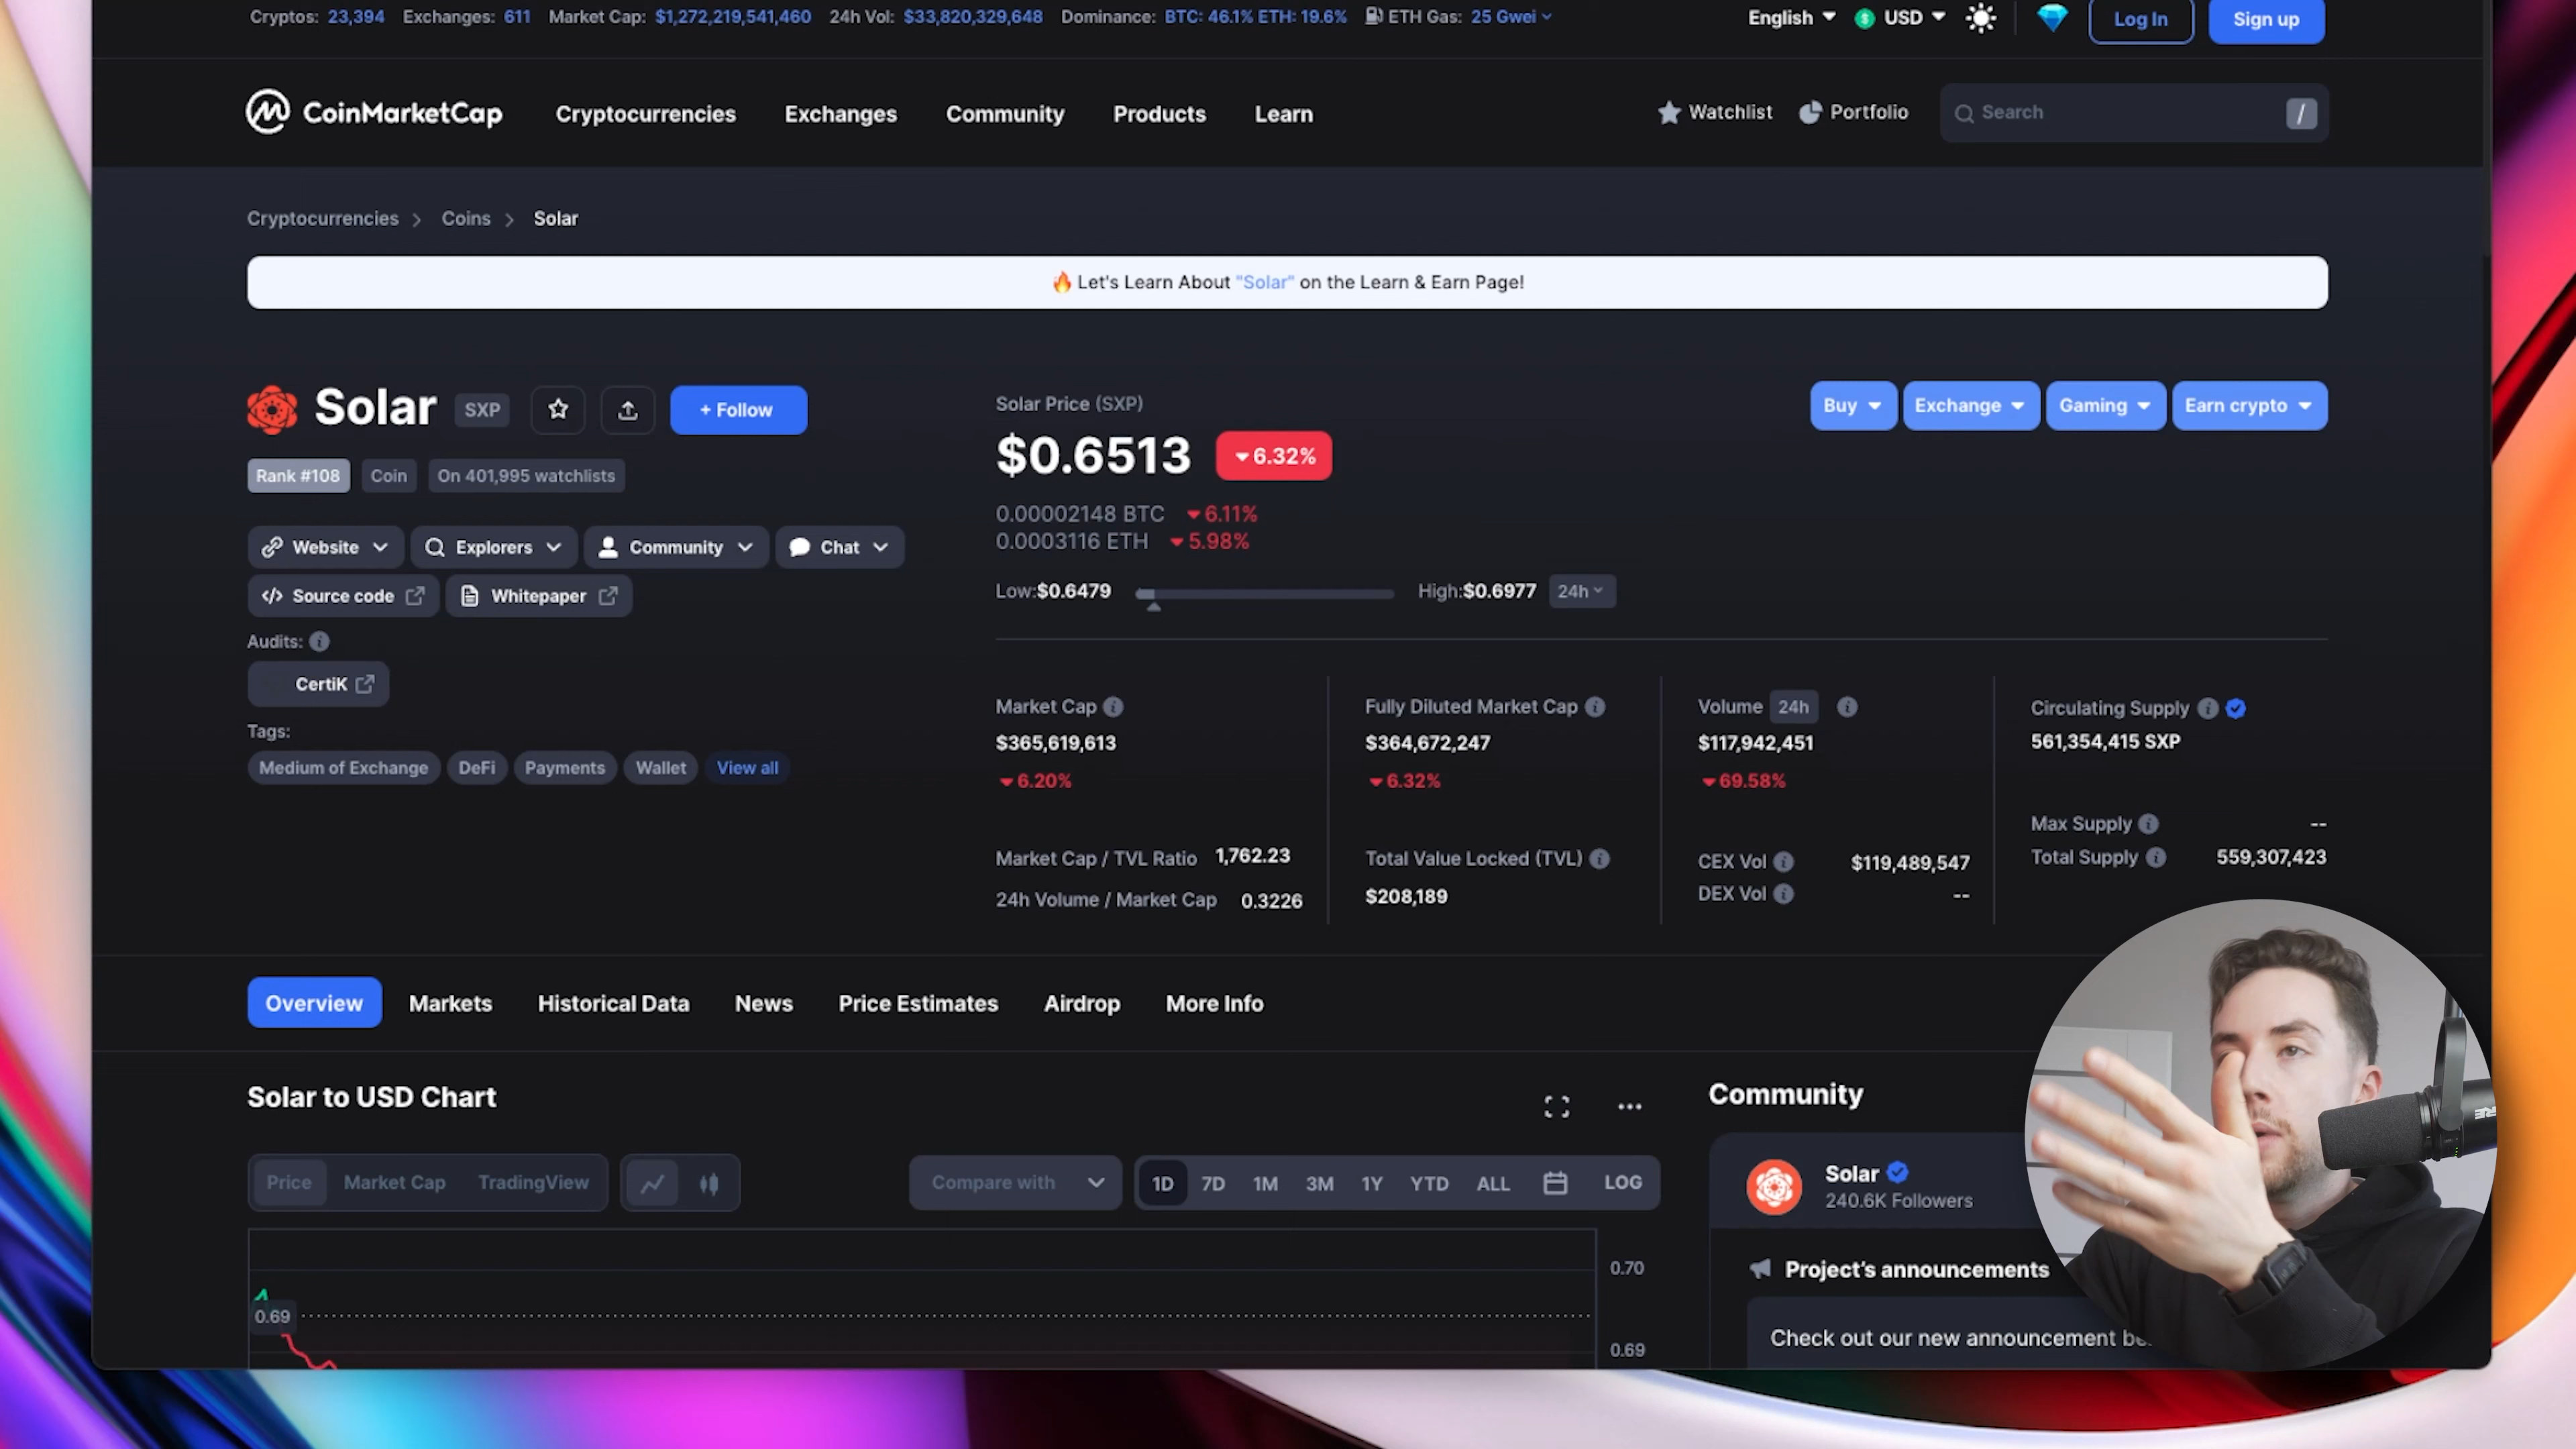 Cryptos: 23,394 Exchanges: 611 Market Cap: $1,272,219,541,460 24h Vol: $33,820,329,648 Dominance: BTC: 46.1% ETH: 19.6% ETH Gas: 25 Gwei English USD Log In Sign up
CoinMarketCap Cryptocurrencies Exchanges Community Products Learn Watchlist Portfolio Search /
Cryptocurrencies > Coins > Solar
🔥 Let's Learn About "Solar" on the Learn & Earn Page!
Solar SXP + Follow
Rank #108 Coin On 401,995 watchlists
Website Explorers Community Chat
Source code Whitepaper
Audits:
CertiK
Tags:
Medium of Exchange DeFi Payments Wallet View all
Solar Price (SXP)
$0.6513 6.32%
0.00002148 BTC 6.11%
0.0003116 ETH 5.98%
Low:$0.6479 High:$0.6977 24h
Buy Exchange Gaming Earn crypto
Market Cap
$365,619,613
6.20%
Market Cap / TVL Ratio 1,762.23
24h Volume / Market Cap 0.3226
Fully Diluted Market Cap
$364,672,247
6.32%
Total Value Locked (TVL)
$208,189
Volume 24h
$117,942,451
69.58%
CEX Vol $119,489,547
DEX Vol --
Circulating Supply
561,354,415 SXP
Max Supply --
Total Supply 559,307,423
Overview Markets Historical Data News Price Estimates Airdrop More Info
Solar to USD Chart
Price Market Cap TradingView Compare with 1D 7D 1M 3M 1Y YTD ALL LOG
0.70
0.69
0.69
Community
Solar
240.6K Followers
Project's announcements
Check out our new announcement